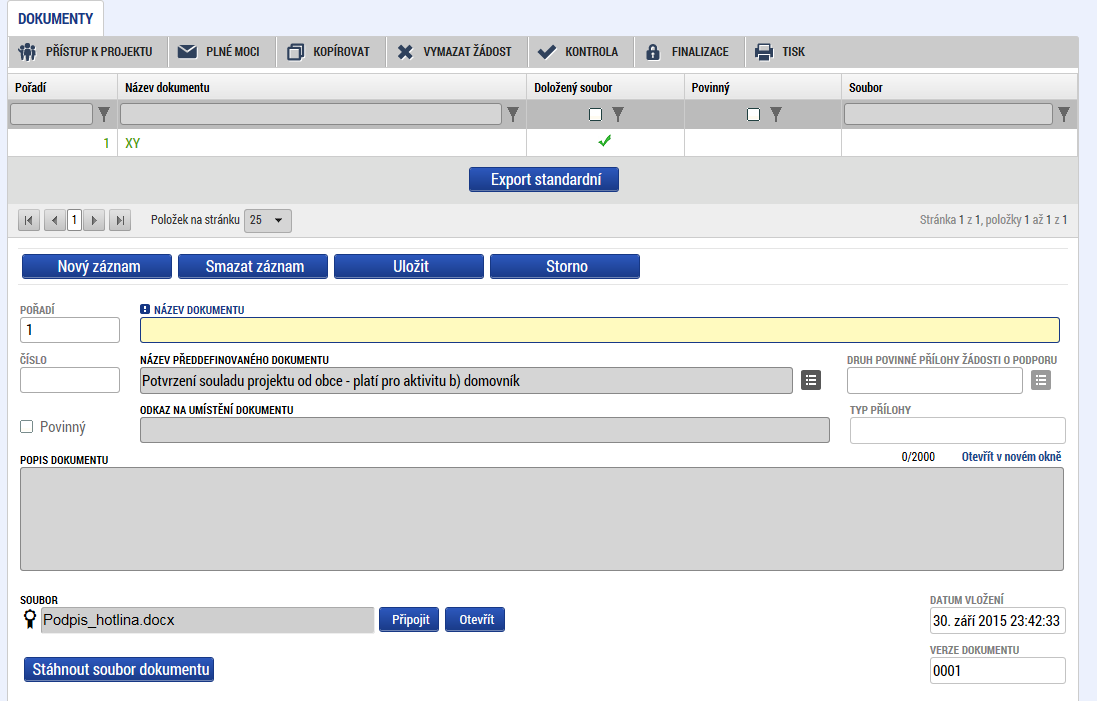 DOKUMENTY
PŘÍSTUP K PROJEKTU PLNÉ MOCI KOPÍROVAT VYMAZAT ŽÁDOST KONTROLA FINALIZACE TISK
Pořadí Název dokumentu Doložený soubor Povinný Soubor
1 XY
Export standardní
1 Položek na stránku 25 Stránka 1 z 1, položky 1 až 1 z 1
Nový záznam Smazat záznam Uložit Storno
POŘADÍ NÁZEV DOKUMENTU
1
ČÍSLO NÁZEV PŘEDDEFINOVANÉHO DOKUMENTU DRUH POVINNÉ PŘÍLOHY ŽÁDOSTI O PODPORU
Potvrzení souladu projektu od obce - platí pro aktivitu b) domovník
ODKAZ NA UMÍSTĚNÍ DOKUMENTU TYP PŘÍLOHY
Povinný
POPIS DOKUMENTU 0/2000 Otevřít v novém okně
SOUBOR DATUM VLOŽENÍ
Podpis_hotlina.docx Připojit Otevřít 30. září 2015 23:42:33
VERZE DOKUMENTU
Stáhnout soubor dokumentu 0001